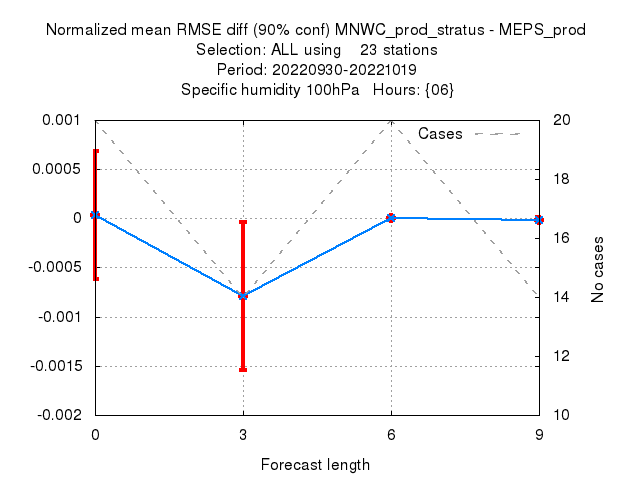 Normalized mean RMSE diff (90% conf) MNWC_prod_stratus - MEPS_prod
Selection: ALL using    23 stations
Period: 20220930-20221019
Specific humidity 100hPa   Hours: {06}
Cases
0.001
0.0005
0
-0.0005
-0.001
-0.0015
-0.002
20
18
16
14
12
10
No cases
0 3 6 9
Forecast length